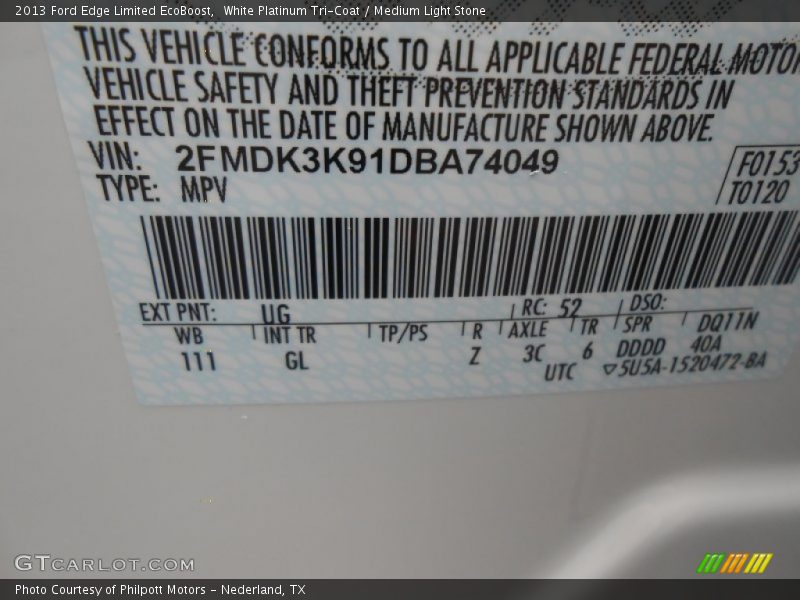 2013 Ford Edge Limited EcoBoost, White Platinum Tri-Coat / Medium Light Stone
THIS VEHICLE CONFORMS TO ALL APPLICABLE FEDERAL MOTOR
VEHICLE SAFETY AND THEFT PREVENTION STANDARDS IN
EFFECT ON THE DATE OF MANUFACTURE SHOWN ABOVE.
VIN: 2FMDK3K91DBA74049 F0153
TYPE: MPV T0120
EXT PNT: UG RC: 52 DSO:
WB INT TR TP/PS R AXLE TR SPR DQ11N
111 GL Z 3C 6 DDDD 40A
UTC ▽5U5A-1520472-BA
GTCARLOT.COM
Photo Courtesy of Philpott Motors - Nederland, TX